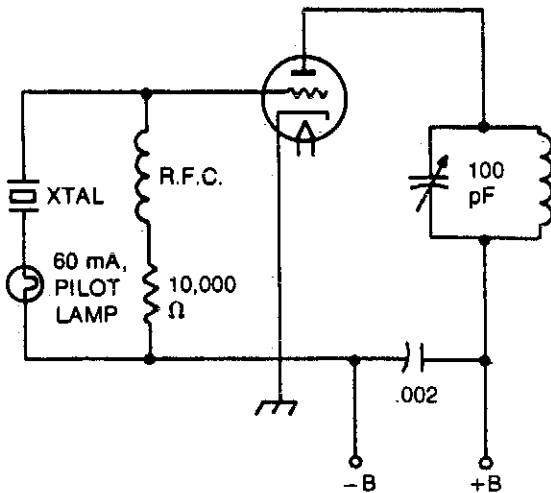 R.F.C.
XTAL
100
pF
60 mA,
PILOT
LAMP
10,000
Ω
.002
−B
+B